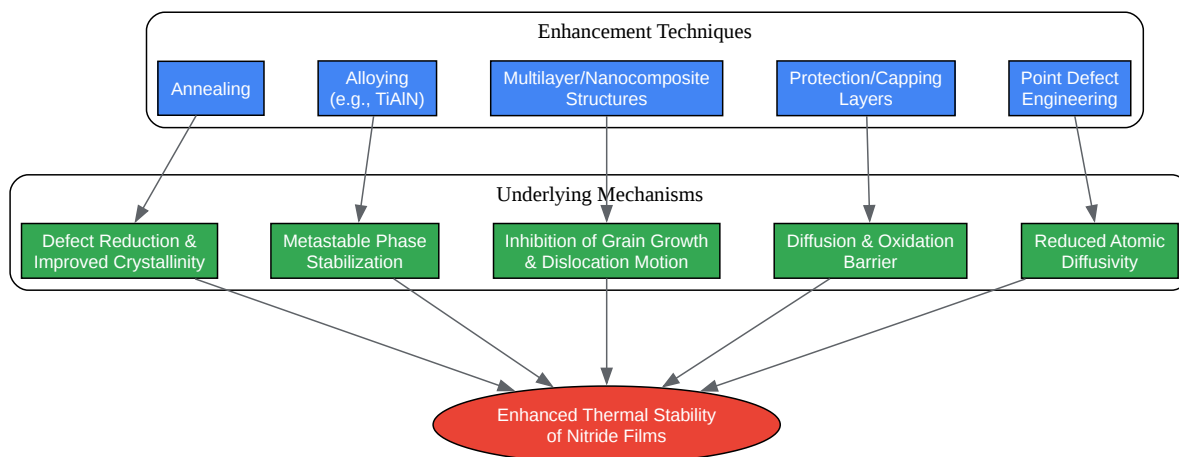 Enhancement Techniques
Annealing
Alloying
(e.g., TiAlN)
Multilayer/Nanocomposite
Structures
Protection/Capping
Layers
Point Defect
Engineering
Underlying Mechanisms
Defect Reduction &
Improved Crystallinity
Metastable Phase
Stabilization
Inhibition of Grain Growth
& Dislocation Motion
Diffusion & Oxidation
Barrier
Reduced Atomic
Diffusivity
Enhanced Thermal Stability
of Nitride Films